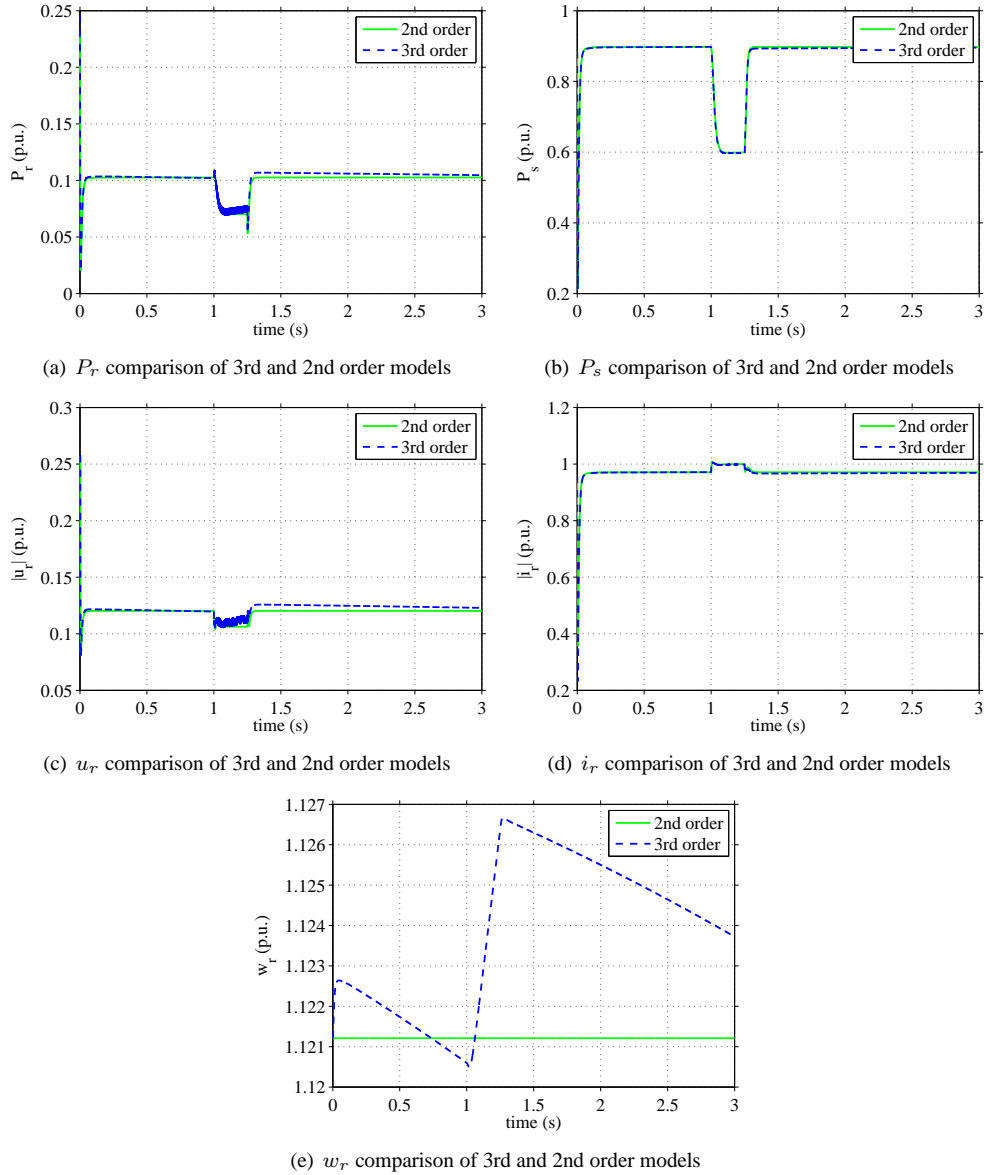 0.25
0.2
0.15
0.1
0.05
0
0 0.5 1 1.5 2 2.5 3
time (s)
P_r (p.u.)
2nd order
3rd order
(a) P_r comparison of 3rd and 2nd order models
1
0.8
0.6
0.4
0.2
0 0.5 1 1.5 2 2.5 3
time (s)
P_s (p.u.)
2nd order
3rd order
(b) P_s comparison of 3rd and 2nd order models
0.3
0.25
0.2
0.15
0.1
0.05
0 0.5 1 1.5 2 2.5 3
time (s)
|u_r| (p.u.)
2nd order
3rd order
(c) u_r comparison of 3rd and 2nd order models
1.2
1
0.8
0.6
0.4
0.2
0 0.5 1 1.5 2 2.5 3
time (s)
|i_r| (p.u.)
2nd order
3rd order
(d) i_r comparison of 3rd and 2nd order models
1.127
1.126
1.125
1.124
1.123
1.122
1.121
1.12
0 0.5 1 1.5 2 2.5 3
time (s)
w_r (p.u.)
2nd order
3rd order
(e) w_r comparison of 3rd and 2nd order models